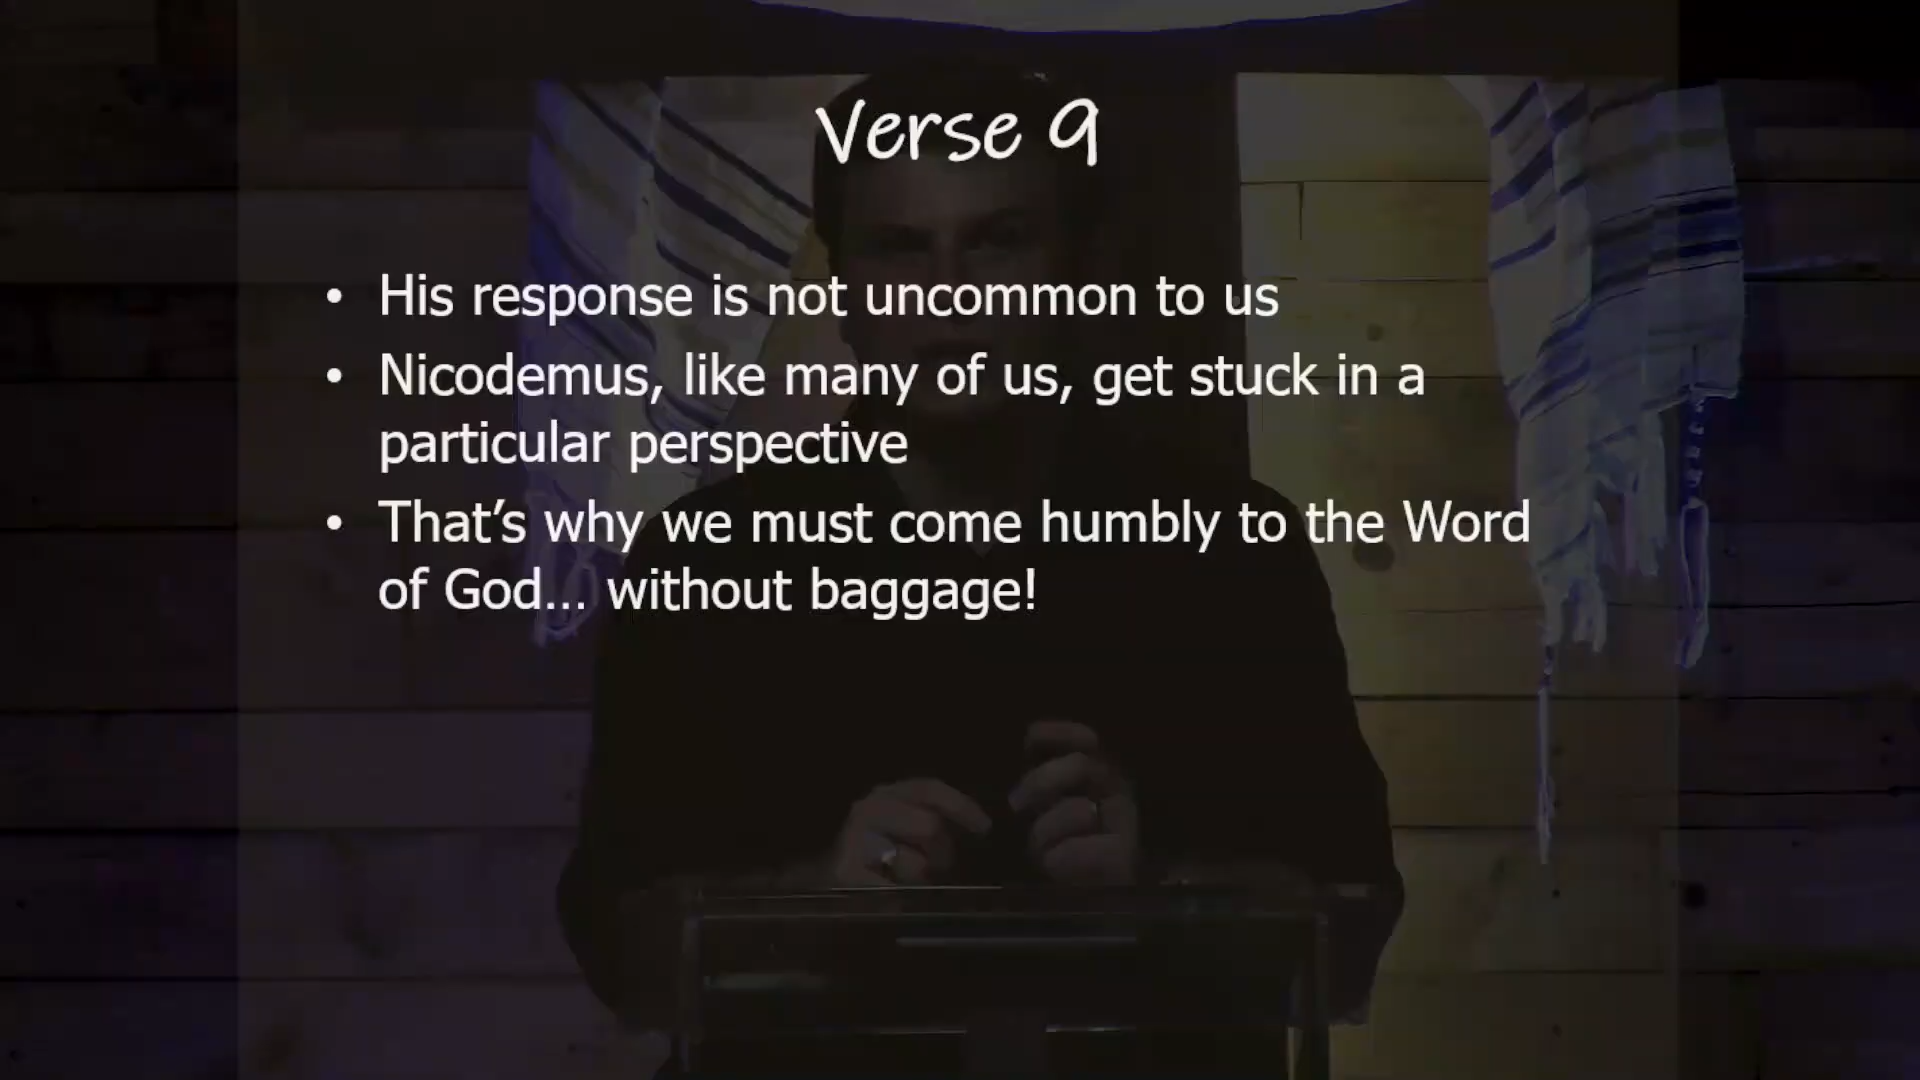 Verse 9
• His response is not uncommon to us
• Nicodemus, like many of us, get stuck in a
particular perspective
• That’s why we must come humbly to the Word
of God... without baggage!